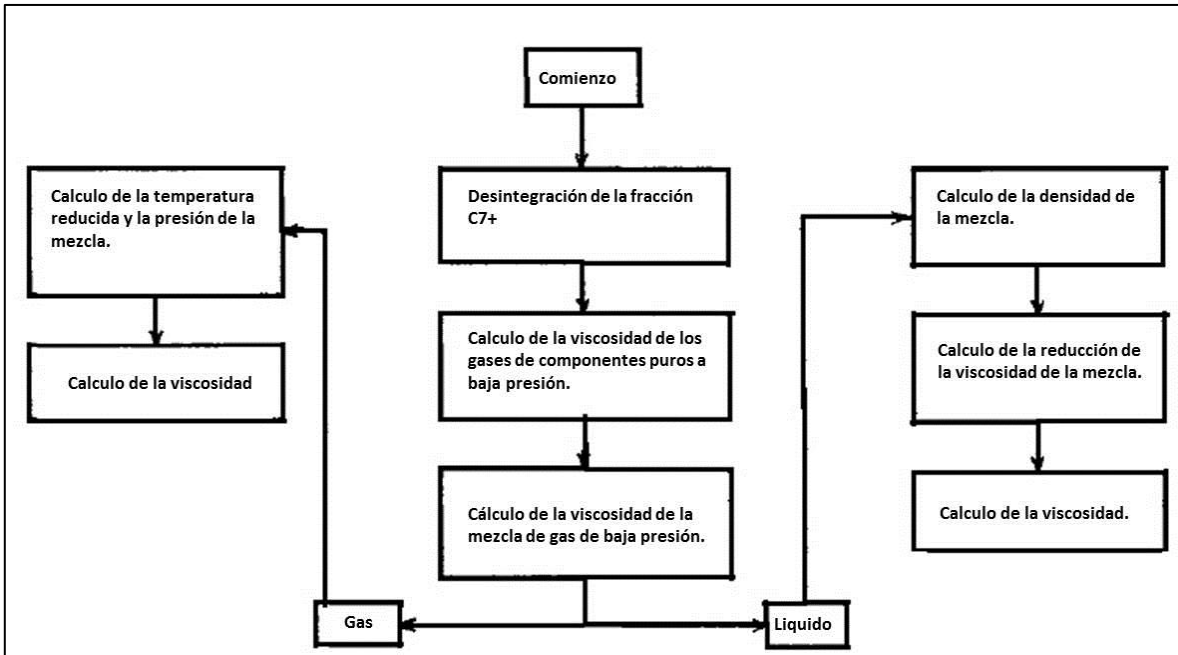 Comienzo
Desintegración de la fracción
C7+
Calculo de la viscosidad de los
gases de componentes puros a
baja presión.
Cálculo de la viscosidad de la
mezcla de gas de baja presión.
Gas
Liquido
Calculo de la temperatura
reducida y la presión de la
mezcla.
Calculo de la viscosidad
Calculo de la densidad de
la mezcla.
Calculo de la reducción de
la viscosidad de la mezcla.
Calculo de la viscosidad.